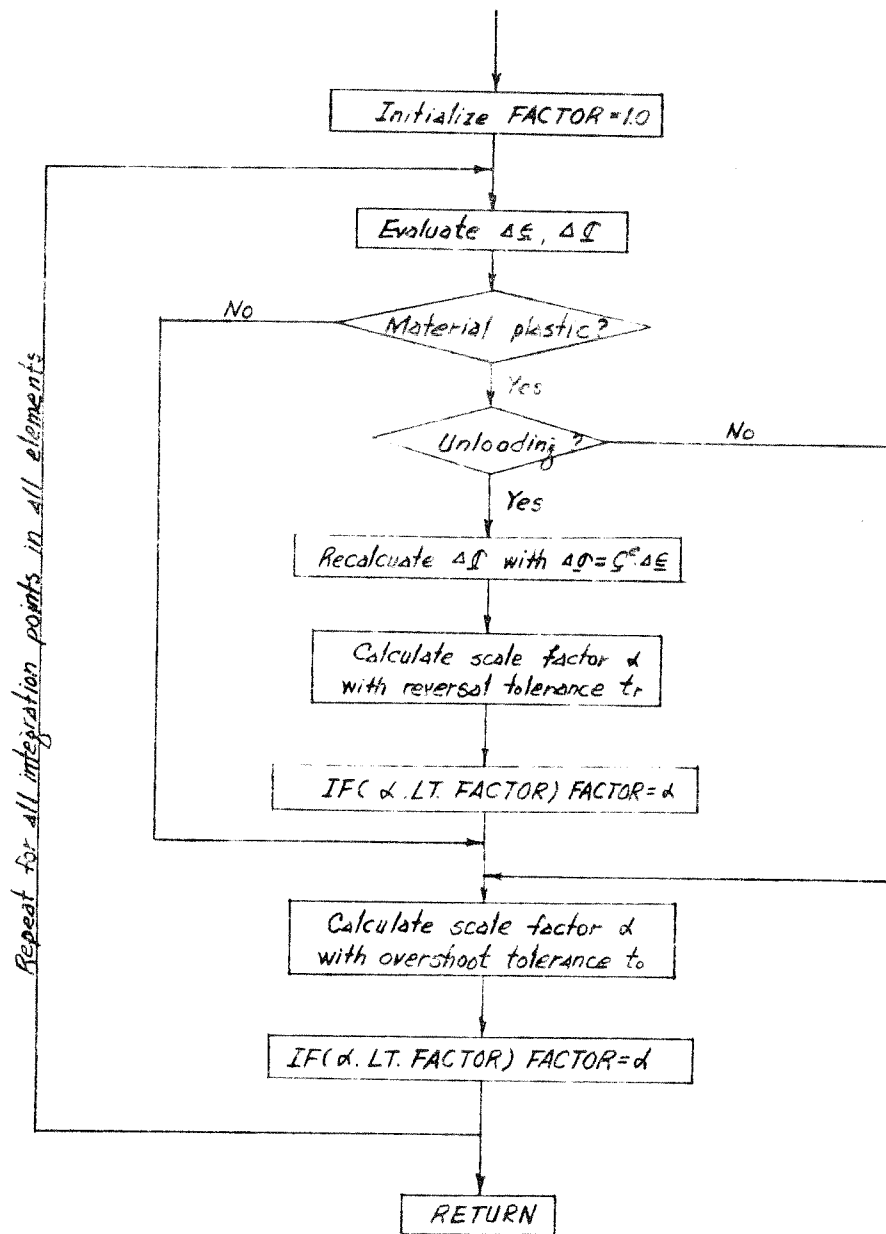 Initialize FACTOR=1.0
Evaluate Δε, Δσ
No
Material plastic?
Yes
Unloading?
No
Yes
Recalcuate Δσ with Δσ=C^e·Δε
Calculate scale factor α
with reversal tolerance tr
IF(α.LT.FACTOR) FACTOR=α
Calculate scale factor α
with overshoot tolerance to
IF(α.LT.FACTOR) FACTOR=α
RETURN
Repeat for all integration points in all elements